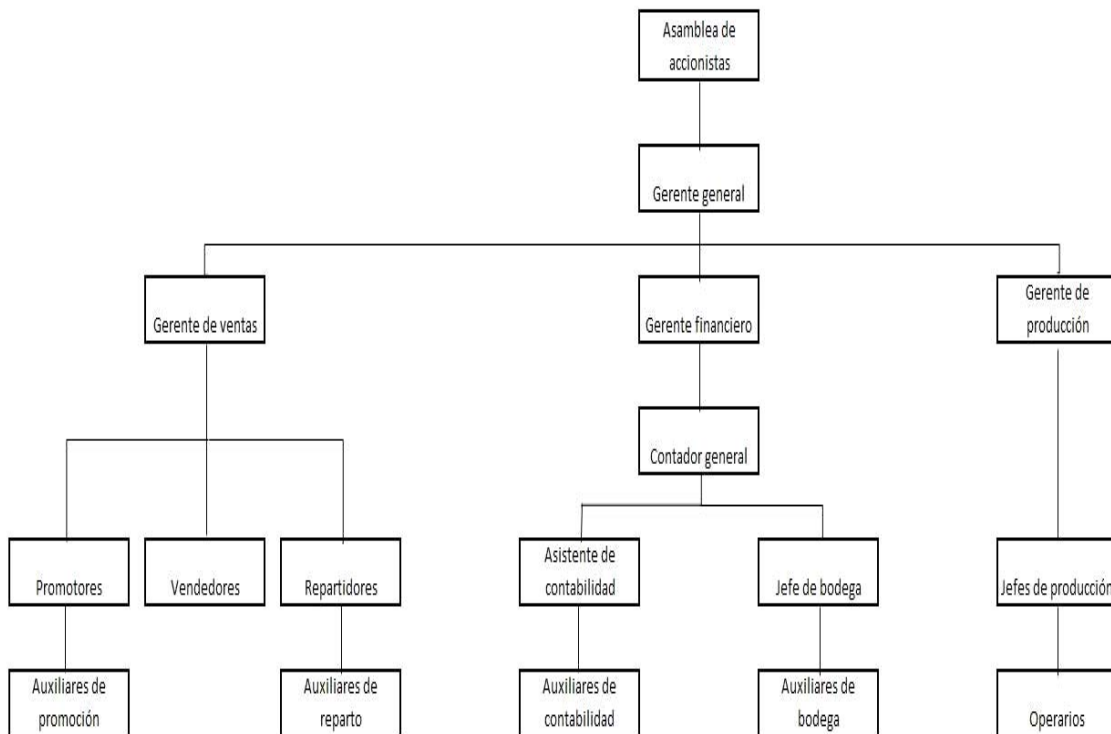 Asamblea de
accionistas
Gerente general
Gerente de ventas
Gerente financiero
Gerente de
producción
Contador general
Promotores
Vendedores
Repartidores
Asistente de
contabilidad
Jefe de bodega
Jefes de producción
Auxiliares de
promoción
Auxiliares de
reparto
Auxiliares de
contabilidad
Auxiliares de
bodega
Operarios